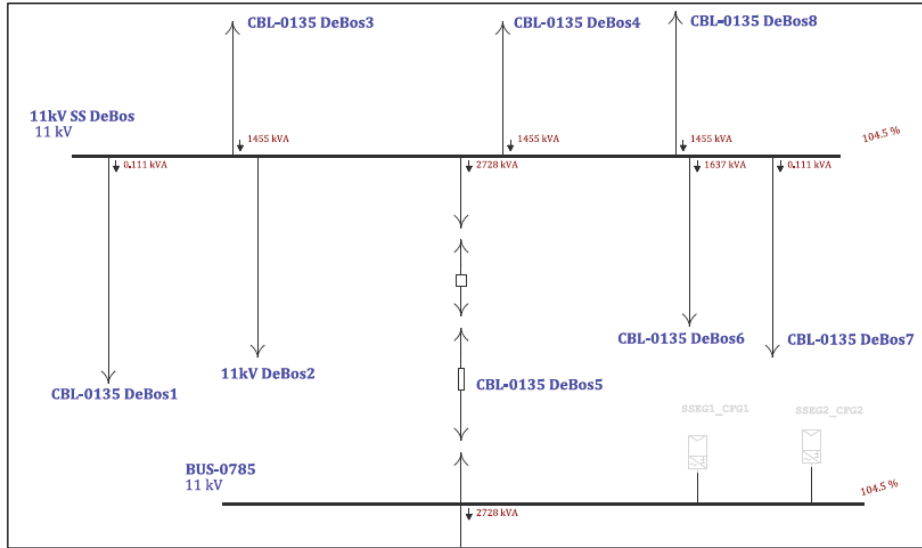 CBL-0135 DeBos3
CBL-0135 DeBos4
CBL-0135 DeBos8
11kV SS DeBos
11 kV
1455 kVA
1455 kVA
1455 kVA
104.5 %
0.111 kVA
2728 kVA
1637 kVA
0.111 kVA
CBL-0135 DeBos1
11kV DeBos2
CBL-0135 DeBos5
CBL-0135 DeBos6
CBL-0135 DeBos7
SSEG1_CFG1
SSEG2_CFG2
BUS-0785
11 kV
104.5 %
2728 kVA